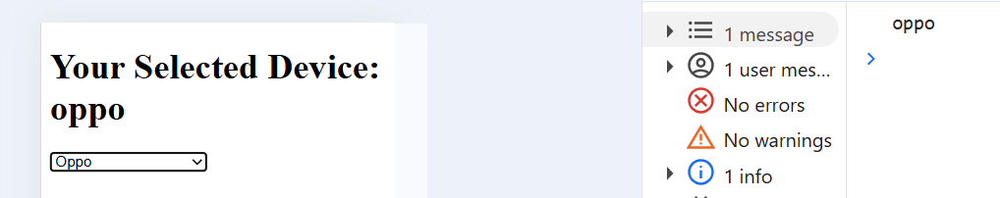 Your Selected Device:
oppo
Oppo
1 message
1 user mes...
No errors
No warnings
1 info
oppo